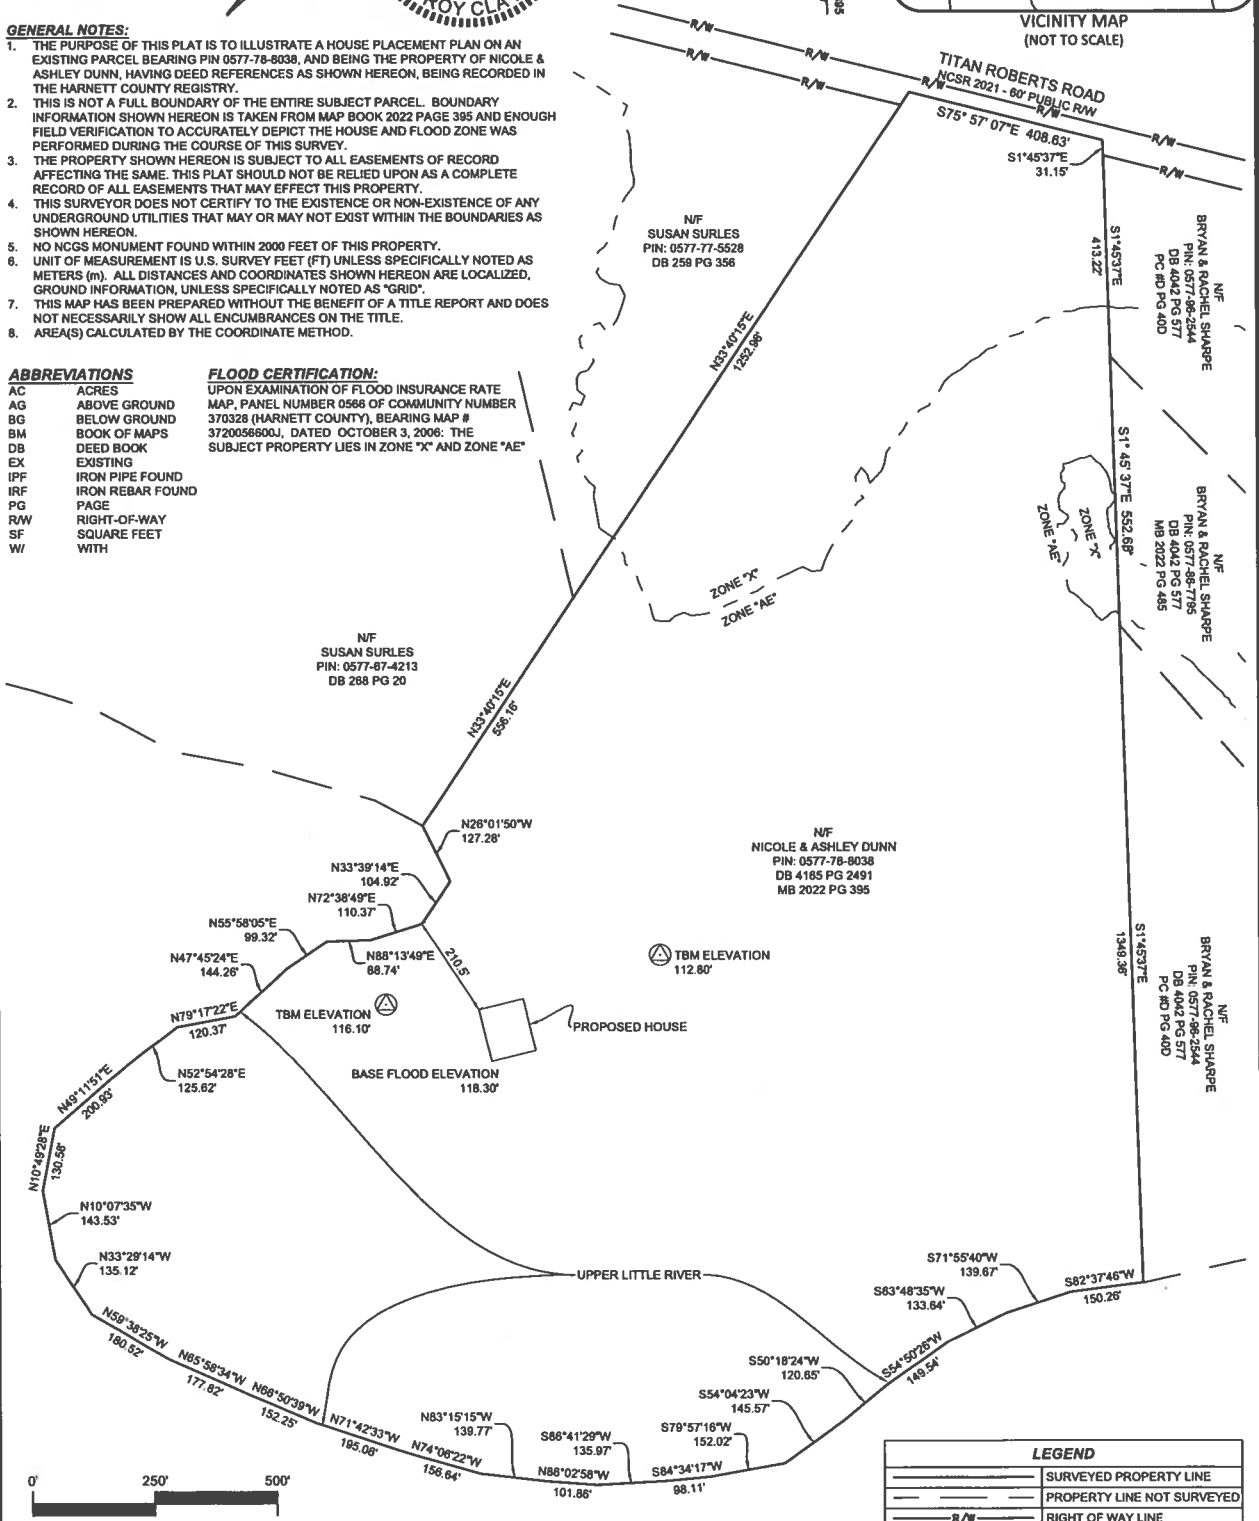 ROY CLA
395
VICINITY MAP
(NOT TO SCALE)
GENERAL NOTES:
1. THE PURPOSE OF THIS PLAT IS TO ILLUSTRATE A HOUSE PLACEMENT PLAN ON AN
EXISTING PARCEL BEARING PIN 0577-78-8038, AND BEING THE PROPERTY OF NICOLE &
ASHLEY DUNN, HAVING DEED REFERENCES AS SHOWN HEREON, BEING RECORDED IN
THE HARNETT COUNTY REGISTRY.
2. THIS IS NOT A FULL BOUNDARY OF THE ENTIRE SUBJECT PARCEL. BOUNDARY
INFORMATION SHOWN HEREON IS TAKEN FROM MAP BOOK 2022 PAGE 395 AND ENOUGH
FIELD VERIFICATION TO ACCURATELY DEPICT THE HOUSE AND FLOOD ZONE WAS
PERFORMED DURING THE COURSE OF THIS SURVEY.
3. THE PROPERTY SHOWN HEREON IS SUBJECT TO ALL EASEMENTS OF RECORD
AFFECTING THE SAME. THIS PLAT SHOULD NOT BE RELIED UPON AS A COMPLETE
RECORD OF ALL EASEMENTS THAT MAY EFFECT THIS PROPERTY.
4. THIS SURVEYOR DOES NOT CERTIFY TO THE EXISTENCE OR NON-EXISTENCE OF ANY
UNDERGROUND UTILITIES THAT MAY OR MAY NOT EXIST WITHIN THE BOUNDARIES AS
SHOWN HEREON.
5. NO NCGS MONUMENT FOUND WITHIN 2000 FEET OF THIS PROPERTY.
6. UNIT OF MEASUREMENT IS U.S. SURVEY FEET (FT) UNLESS SPECIFICALLY NOTED AS
METERS (m). ALL DISTANCES AND COORDINATES SHOWN HEREON ARE LOCALIZED,
GROUND INFORMATION, UNLESS SPECIFICALLY NOTED AS "GRID".
7. THIS MAP HAS BEEN PREPARED WITHOUT THE BENEFIT OF A TITLE REPORT AND DOES
NOT NECESSARILY SHOW ALL ENCUMBRANCES ON THE TITLE.
8. AREA(S) CALCULATED BY THE COORDINATE METHOD.
ABBREVIATIONS
AC ACRES
AG ABOVE GROUND
BG BELOW GROUND
BM BOOK OF MAPS
DB DEED BOOK
EX EXISTING
IPF IRON PIPE FOUND
IRF IRON REBAR FOUND
PG PAGE
R/W RIGHT-OF-WAY
SF SQUARE FEET
W/ WITH
FLOOD CERTIFICATION:
UPON EXAMINATION OF FLOOD INSURANCE RATE
MAP, PANEL NUMBER 0566 OF COMMUNITY NUMBER
370328 (HARNETT COUNTY), BEARING MAP #
3720056600J, DATED OCTOBER 3, 2006: THE
SUBJECT PROPERTY LIES IN ZONE "X" AND ZONE "AE"
R/W
R/W
R/W
R/W
R/W
R/W
R/W
R/W
TITAN ROBERTS ROAD
NCSR 2021 - 60' PUBLIC R/W
S75° 57' 07"E 408.63'
S1°45'37"E
31.15'
N/F
SUSAN SURLES
PIN: 0577-77-5528
DB 259 PG 356
S1°45'37"E
413.22'
N/F
BRYAN & RACHEL SHARPE
PIN: 0577-96-2544
DB 4042 PG 577
PC #D PG 40D
N33°40'15"E
1252.96'
S1° 45' 37"E 552.68'
ZONE "X"
ZONE "AE"
N/F
BRYAN & RACHEL SHARPE
PIN: 0577-88-7795
DB 4042 PG 577
MB 2022 PG 485
ZONE "X"
ZONE "AE"
N/F
SUSAN SURLES
PIN: 0577-67-4213
DB 268 PG 20
N33°40'15"E
556.16'
N26°01'50"W
127.28'
N/F
NICOLE & ASHLEY DUNN
PIN: 0577-78-8038
DB 4165 PG 2491
MB 2022 PG 395
N33°39'14"E
104.92'
N72°38'49"E
110.37'
N55°58'05"E
99.32'
N88°13'49"E
88.74'
N47°45'24"E
144.26'
210.5'
TBM ELEVATION
112.80'
S1°45'37"E
1349.36'
N/F
BRYAN & RACHEL SHARPE
PIN: 0577-96-2544
DB 4042 PG 577
PC #D PG 40D
N79°17'22"E
120.37'
TBM ELEVATION
116.10'
PROPOSED HOUSE
N52°54'28"E
125.62'
BASE FLOOD ELEVATION
118.30'
N49°11'51"E
200.93'
N10°49'28"E
130.58'
N10°07'35"W
143.53'
N33°29'14"W
135.12'
UPPER LITTLE RIVER
S71°55'40"W
139.67'
S82°37'46"W
150.26'
S63°48'35"W
133.64'
N59°38'25"W
180.52'
N65°58'34"W
177.82'
N66°50'39"W
152.25'
S54°50'26"W
149.54'
S50°18'24"W
120.65'
S54°04'23"W
145.57'
N71°42'33"W
195.08'
N83°15'15"W
139.77'
N74°06'22"W
156.64'
S86°41'29"W
135.97'
S79°57'16"W
152.02'
N86°02'58"W
101.86'
S84°34'17"W
98.11'
0' 250' 500'
LEGEND
SURVEYED PROPERTY LINE
PROPERTY LINE NOT SURVEYED
R/W RIGHT OF WAY LINE